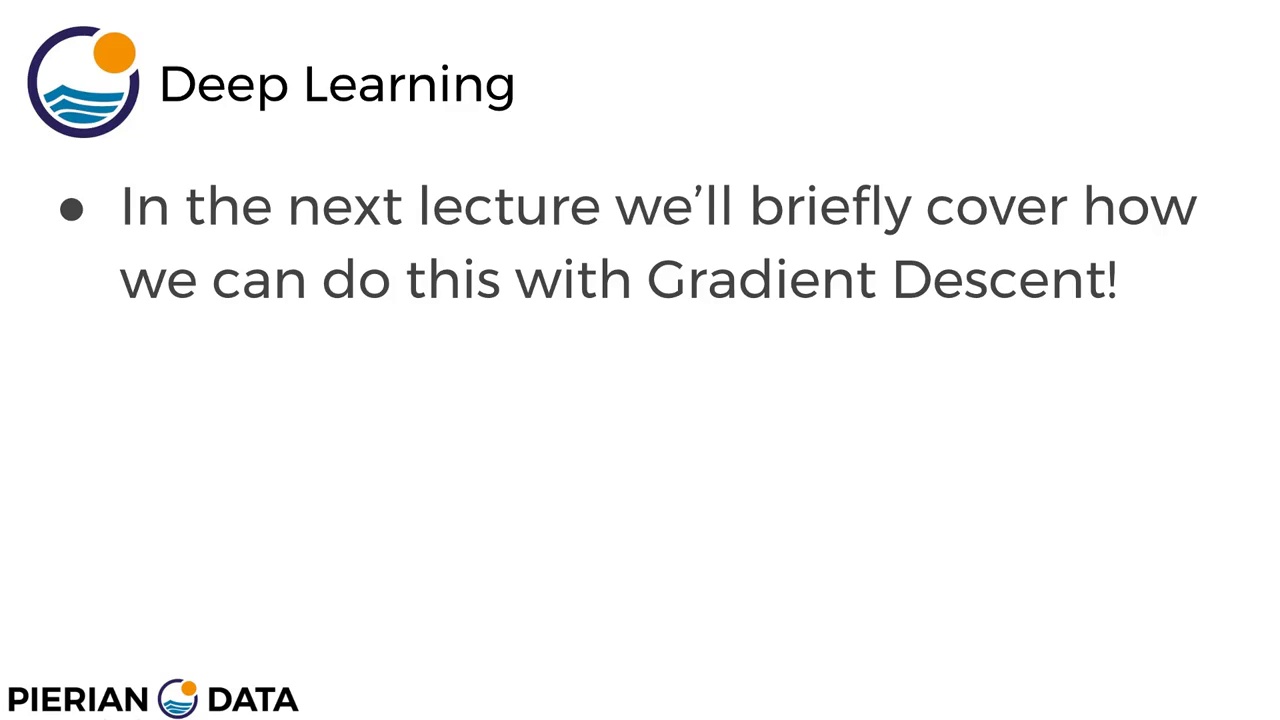 Deep Learning
● In the next lecture we’ll briefly cover how
we can do this with Gradient Descent!
PIERIAN DATA